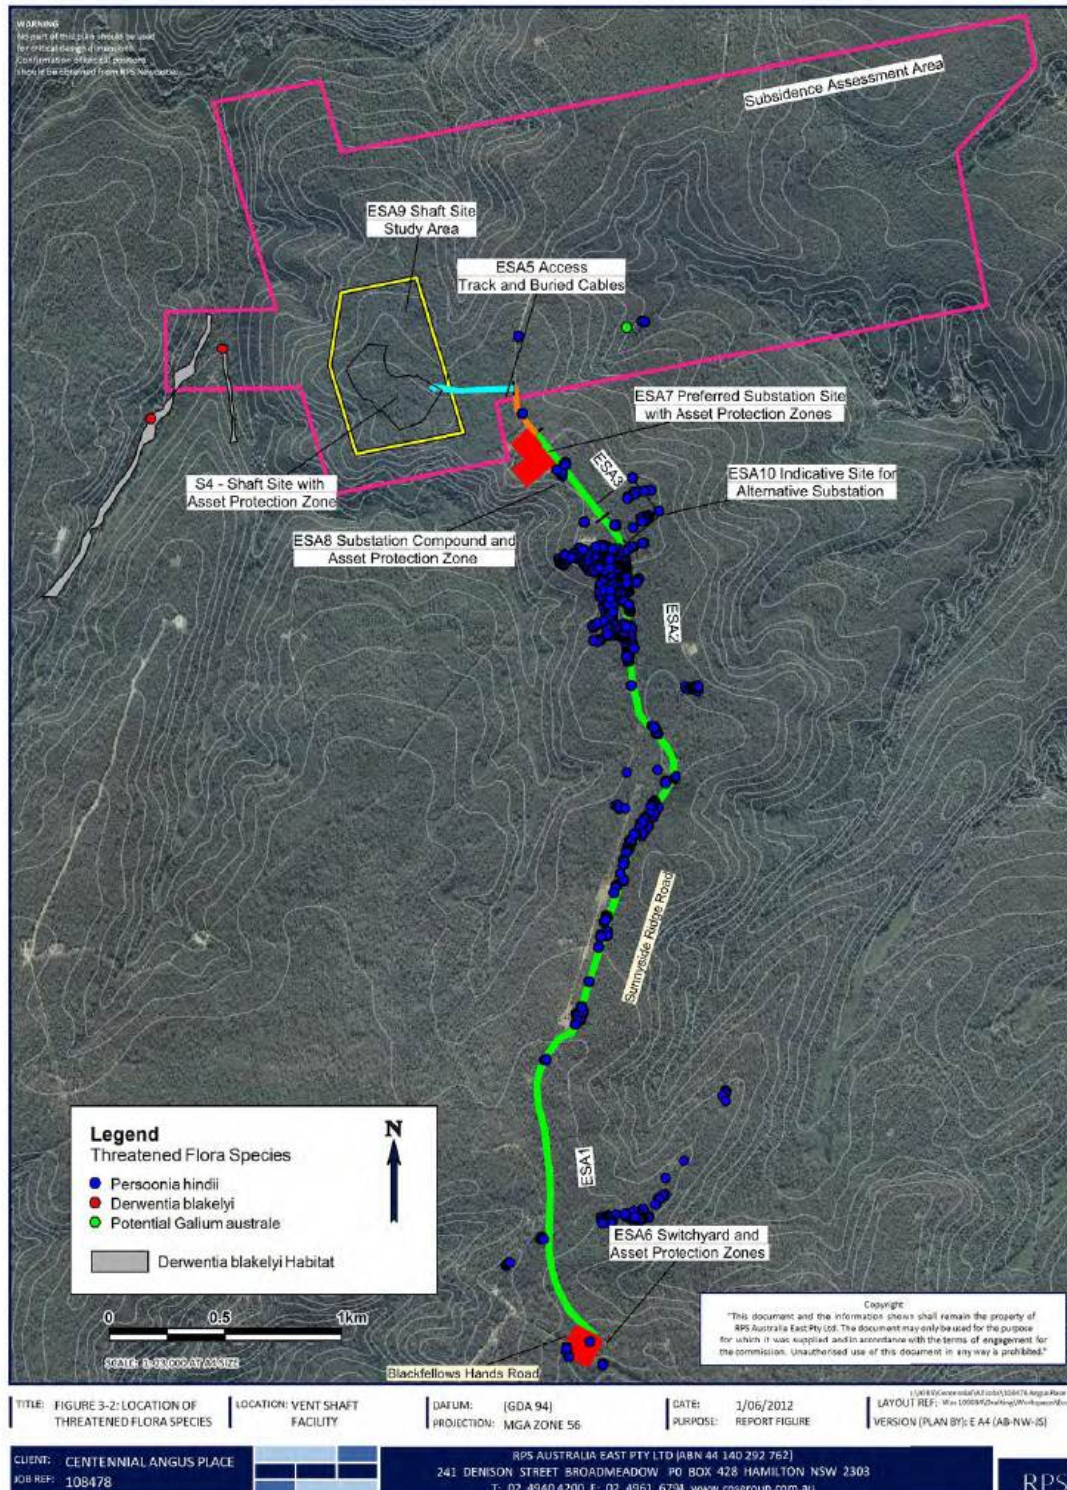 WARNING
No part of this plan should be used
for critical design dimensions.
Confirmation of critical positions
should be obtained from RPS Newcastle.
Subsidence Assessment Area
ESA9 Shaft Site
Study Area
ESA5 Access
Track and Buried Cables
ESA7 Preferred Substation Site
with Asset Protection Zones
ESA3
ESA10 Indicative Site for
Alternative Substation
S4 - Shaft Site with
Asset Protection Zone
ESA8 Substation Compound and
Asset Protection Zone
ESA2
Sunnyside Ridge Road
Legend
Threatened Flora Species
Persoonia hindii
Derwentia blakelyi
Potential Galium australe
Derwentia blakelyi Habitat
N
ESA1
ESA6 Switchyard and
Asset Protection Zones
0 0.5 1km
SCALE: 1: 23,000 AT A4 SIZE
Blackfellows Hands Road
Copyright
"This document and the information shown shall remain the property of
RPS Australia East Pty Ltd. The document may only be used for the purpose
for which it was supplied and in accordance with the terms of engagement for
the commission. Unauthorised use of this document in any way is prohibited."
TITLE: FIGURE 3-2: LOCATION OF
THREATENED FLORA SPECIES
LOCATION: VENT SHAFT
FACILITY
DATUM: (GDA 94)
PROJECTION: MGA ZONE 56
DATE: 1/06/2012
PURPOSE: REPORT FIGURE
LAYOUT REF:
VERSION (PLAN BY): E A4 (AB-NW-JS)
CLIENT: CENTENNIAL ANGUS PLACE
JOB REF: 108478
RPS AUSTRALIA EAST PTY LTD (ABN 44 140 292 762)
241 DENISON STREET BROADMEADOW PO BOX 428 HAMILTON NSW 2303
T: 02 4940 4200 F: 02 4961 6794 www.rpsgroup.com.au
RPS